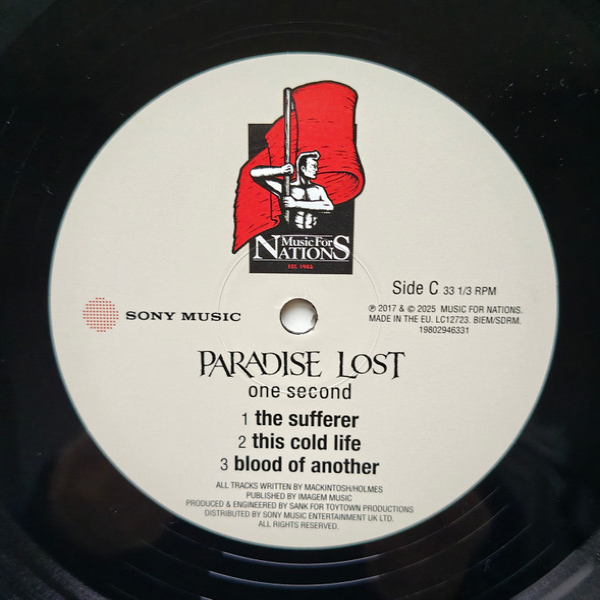 Music For
NATIONS
EST. 1983
Side C 33 1/3 RPM
℗ 2017 & © 2025 MUSIC FOR NATIONS.
MADE IN THE EU. LC12723. BIEM/SDRM.
19802946331
SONY MUSIC
PARADISE LOST
one second
1 the sufferer
2 this cold life
3 blood of another
ALL TRACKS WRITTEN BY MACKINTOSH/HOLMES
PUBLISHED BY IMAGEM MUSIC
PRODUCED & ENGINEERED BY SANK FOR TOYTOWN PRODUCTIONS
DISTRIBUTED BY SONY MUSIC ENTERTAINMENT UK LTD.
ALL RIGHTS RESERVED.